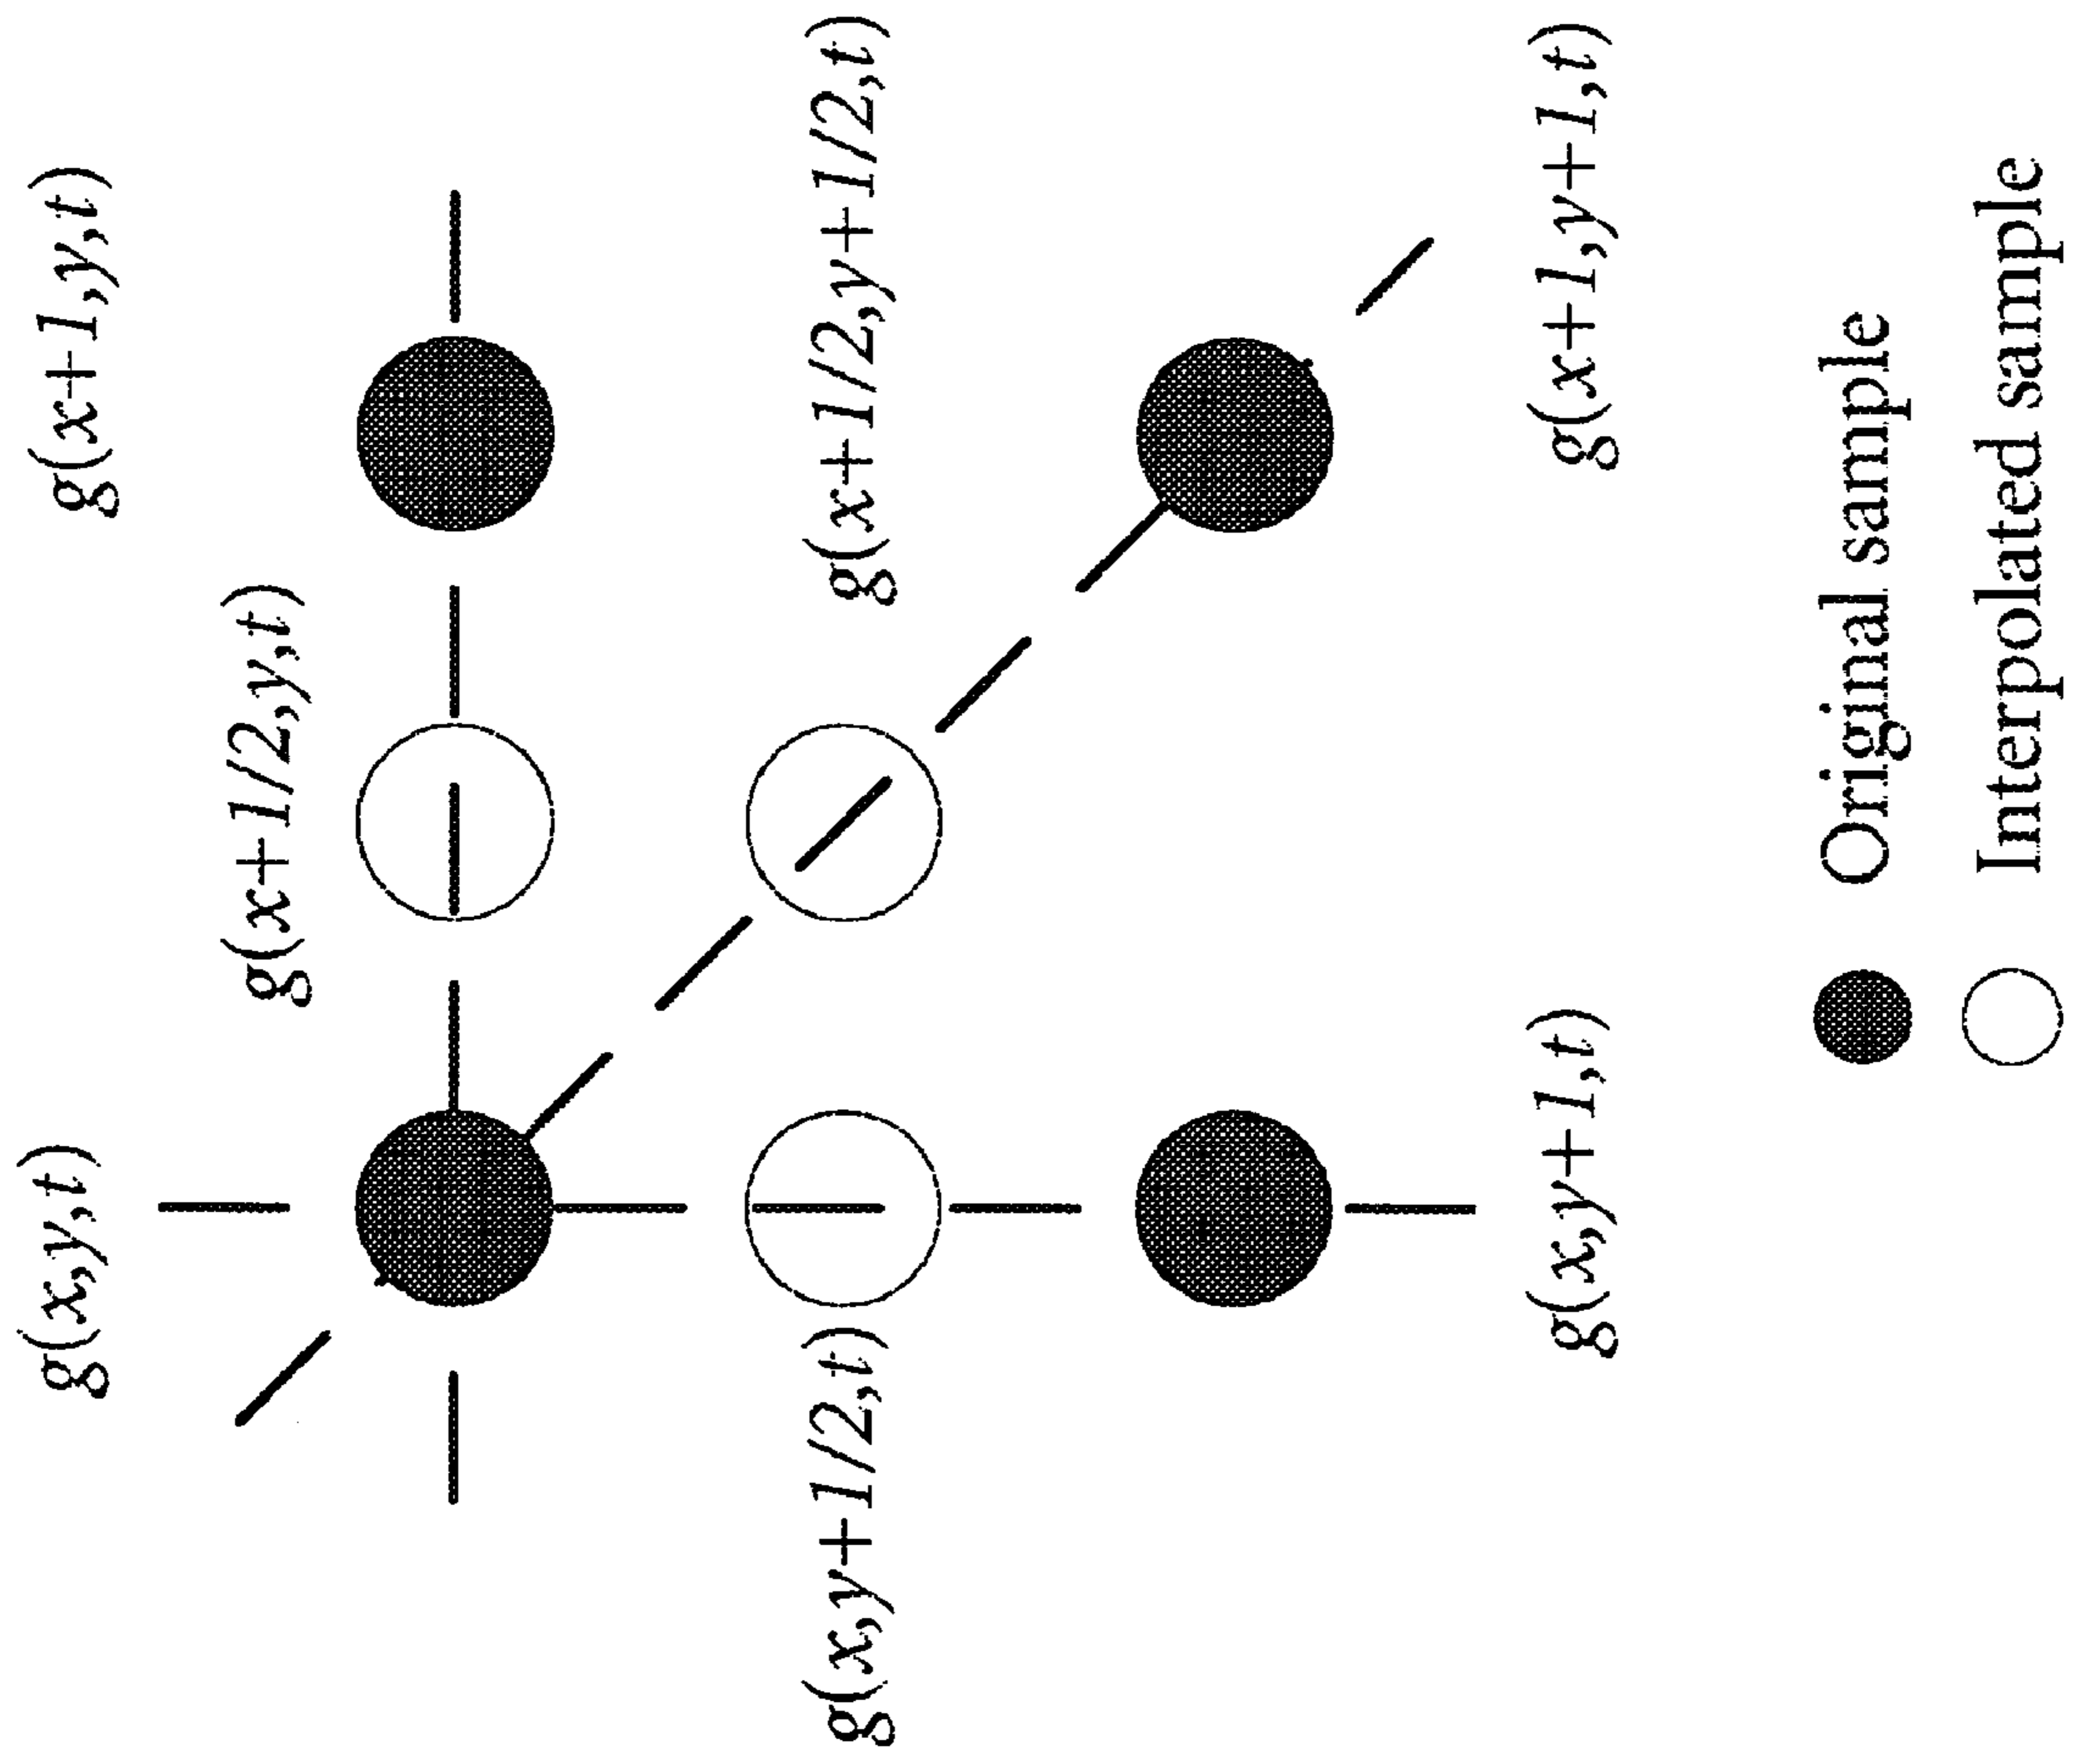 g(x,y,t)
g(x+1,y,t)
g(x+1/2,y,t)
g(x,y+1/2,t)
g(x+1/2,y+1/2,t)
g(x,y+1,t)
g(x+1,y+1,t)
Original sample
Interpolated sample